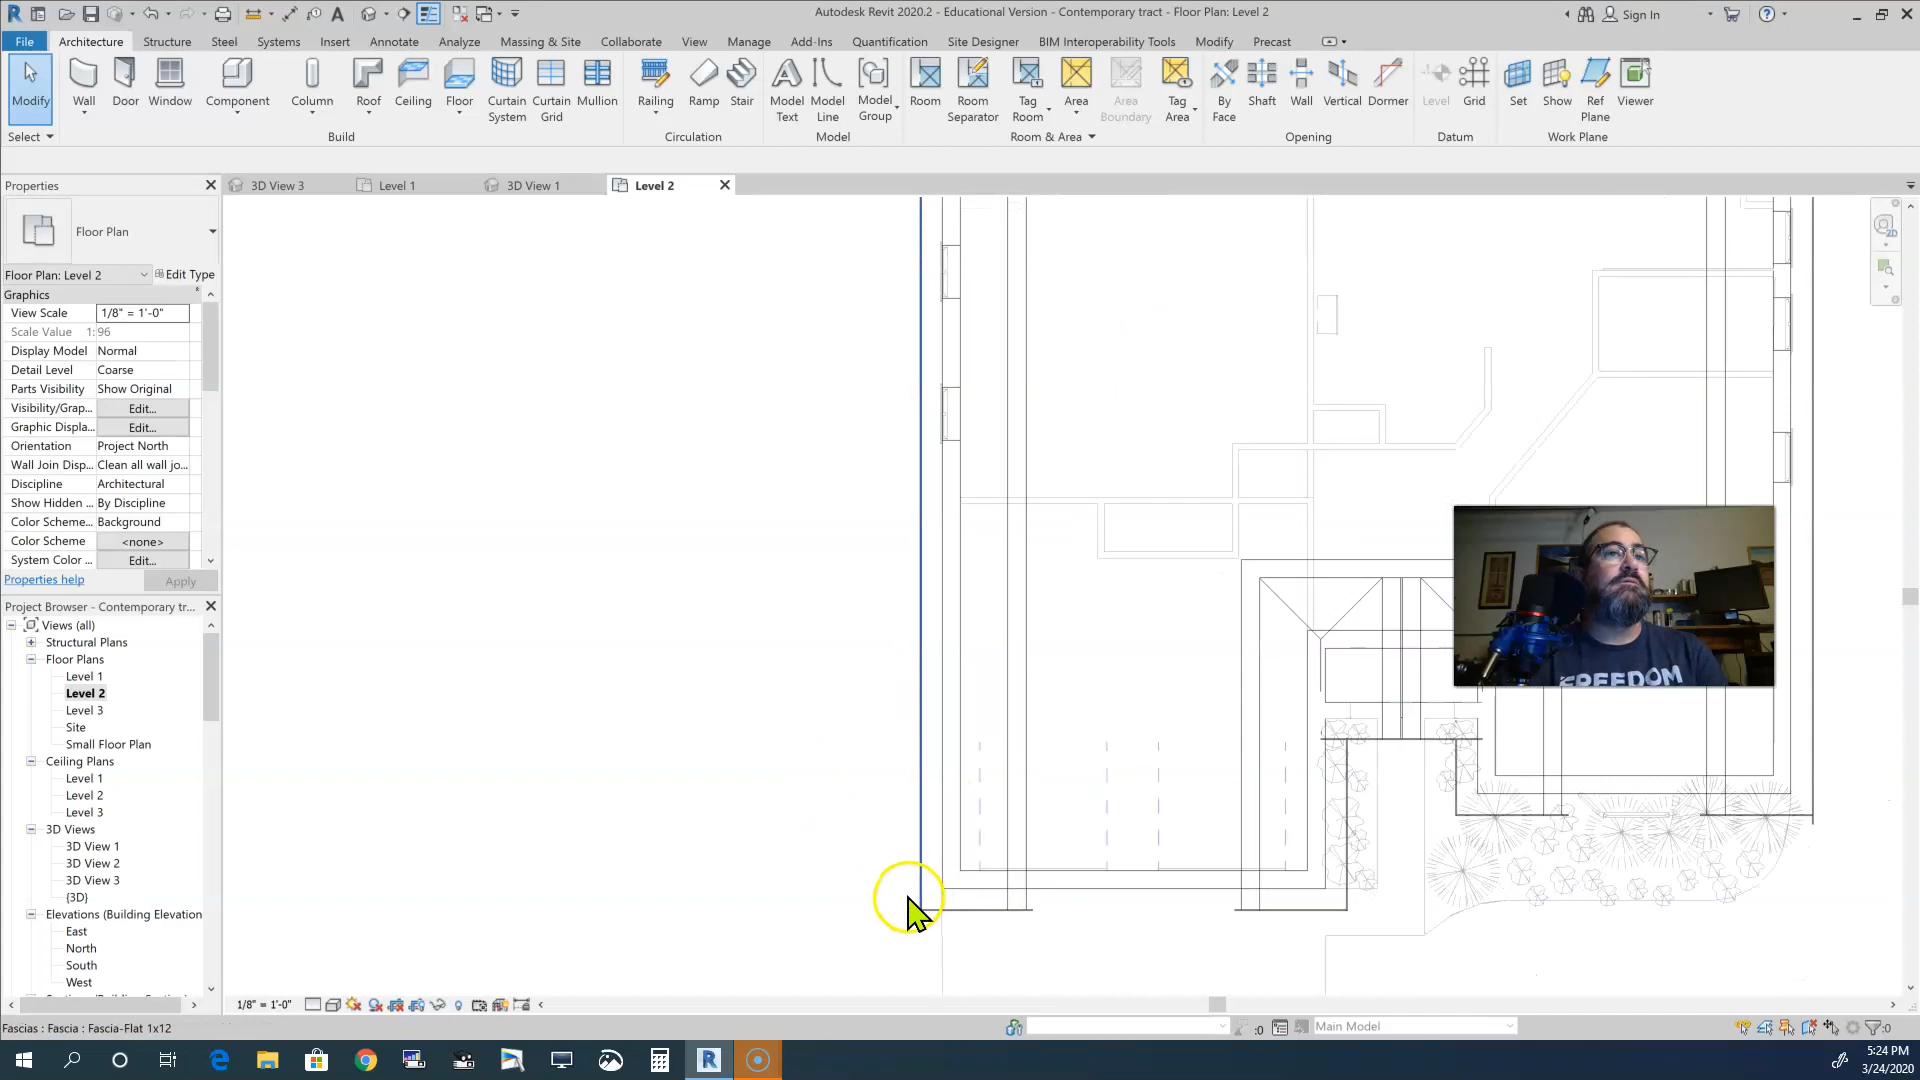 Autodesk Revit 2020.2 - Educational Version - Contemporary tract - Floor Plan: Level 2
Sign In
File Architecture Structure Steel Systems Insert Annotate Analyze Massing & Site Collaborate View Manage Add-Ins Quantification Site Designer BIM Interoperability Tools Modify Precast
Modify Wall Door Window Component Column Roof Ceiling Floor Curtain System Curtain Grid Mullion Railing Ramp Stair Model Text Model Line Model Group Room Room Separator Tag Room Area Area Boundary Tag Area By Face Shaft Wall Vertical Dormer Level Grid Set Show Ref Plane Viewer
Select Build Circulation Model Room & Area Opening Datum Work Plane
Properties
3D View 3 Level 1 3D View 1 Level 2
Floor Plan
Floor Plan: Level 2 Edit Type
Graphics
View Scale 1/8" = 1'-0"
Scale Value 1: 96
Display Model Normal
Detail Level Coarse
Parts Visibility Show Original
Visibility/Grap... Edit...
Graphic Displa... Edit...
Orientation Project North
Wall Join Disp... Clean all wall jo...
Discipline Architectural
Show Hidden ... By Discipline
Color Scheme... Background
Color Scheme <none>
System Color ... Edit...
Properties help Apply
Project Browser - Contemporary tr...
Views (all)
Structural Plans
Floor Plans
Level 1
Level 2
Level 3
Site
Small Floor Plan
Ceiling Plans
Level 1
Level 2
Level 3
3D Views
3D View 1
3D View 2
3D View 3
{3D}
Elevations (Building Elevation
East
North
South
West
FREEDOM
1/8" = 1'-0"
Fascias : Fascia : Fascia-Flat 1x12
:0 Main Model :0
5:24 PM
3/24/2020